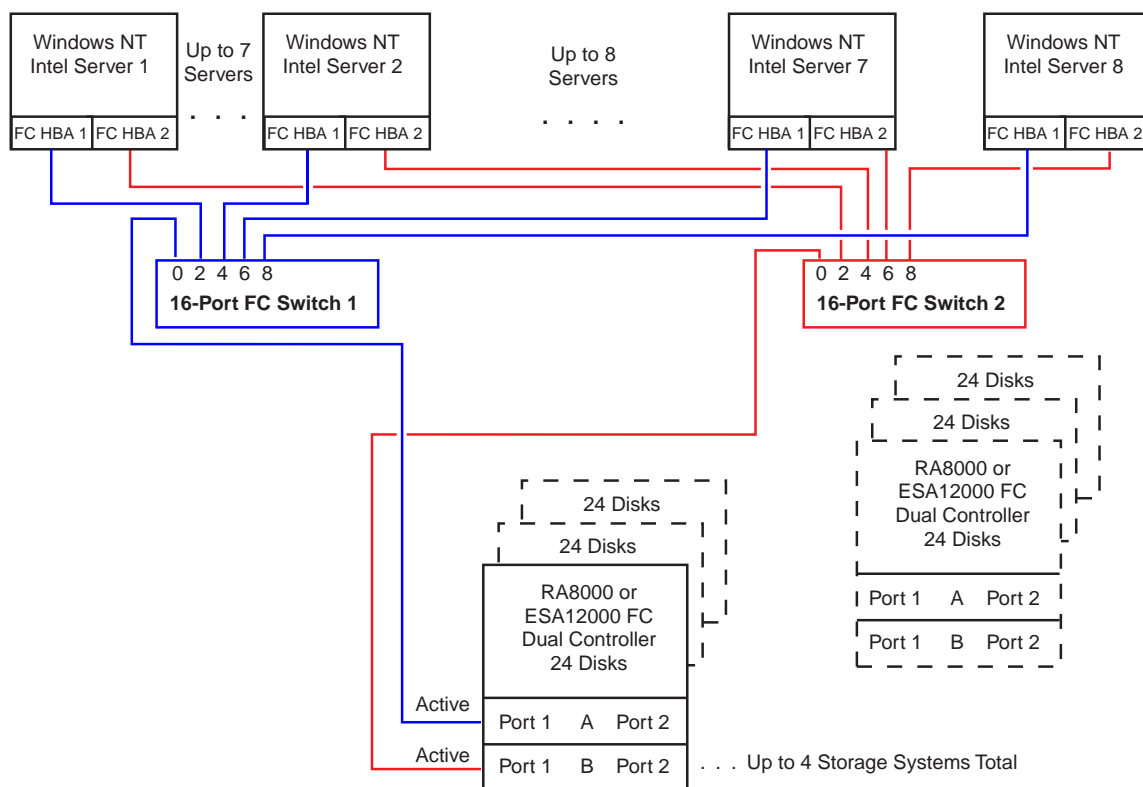 Windows NT
Intel Server 1
Up to 7
Servers
. . .
Windows NT
Intel Server 2
Up to 8
Servers
. . . .
Windows NT
Intel Server 7
Windows NT
Intel Server 8
FC HBA 1 FC HBA 2
FC HBA 1 FC HBA 2
FC HBA 1 FC HBA 2
FC HBA 1 FC HBA 2
0 2 4 6 8
16-Port FC Switch 1
0 2 4 6 8
16-Port FC Switch 2
24 Disks
24 Disks
RA8000 or
ESA12000 FC
Dual Controller
24 Disks
Port 1 A Port 2
Port 1 B Port 2
24 Disks
24 Disks
RA8000 or
ESA12000 FC
Dual Controller
24 Disks
Active
Port 1 A Port 2
Active
Port 1 B Port 2
. . . Up to 4 Storage Systems Total